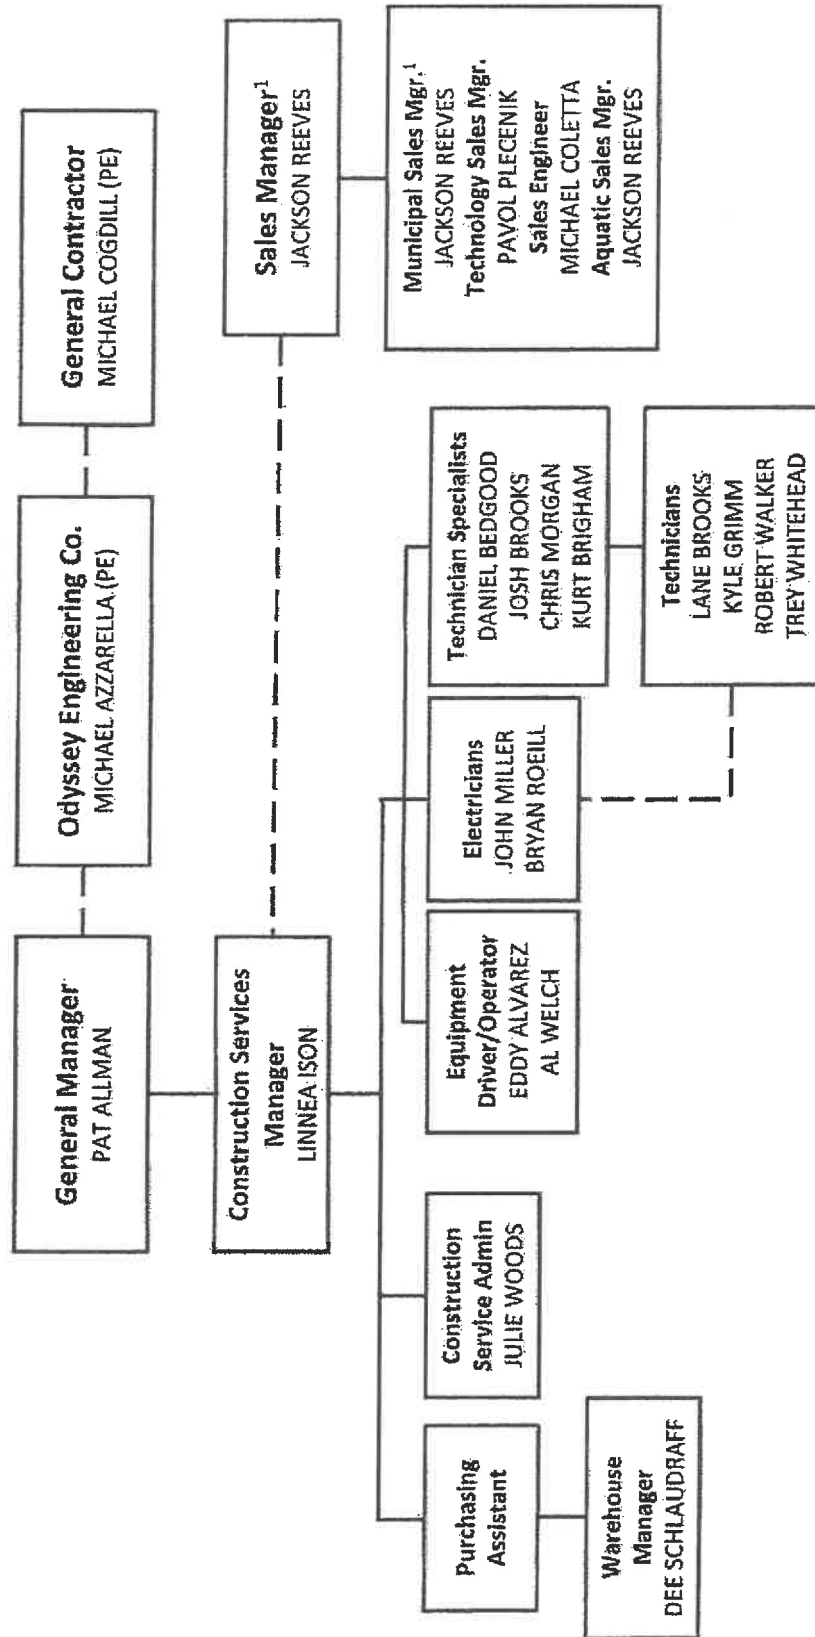 General Manager
PAT ALLMAN
Odyssey Engineering Co.
MICHAEL AZZARELLA (PE)
General Contractor
MICHAEL COGDILL (PE)
Construction Services
Manager
LINNEA ISON
Sales Manager¹
JACKSON REEVES
Municipal Sales Mgr.¹
JACKSON REEVES
Technology Sales Mgr.
PAVOL PLECENIK
Sales Engineer
MICHAEL COLETTA
Aquatic Sales Mgr.
JACKSON REEVES
Purchasing
Assistant
Construction
Service Admin
JULIE WOODS
Equipment
Driver/Operator
EDDY ALVAREZ
AL WELCH
Electricians
JOHN MILLER
BRYAN ROEILL
Technician Specialists
DANIEL BEDGOOD
JOSH BROOKS
CHRIS MORGAN
KURT BRIGHAM
Warehouse
Manager
DEE SCHLAUDRAFF
Technicians
LANE BROOKS
KYLE GRIMM
ROBERT WALKER
TREY WHITEHEAD